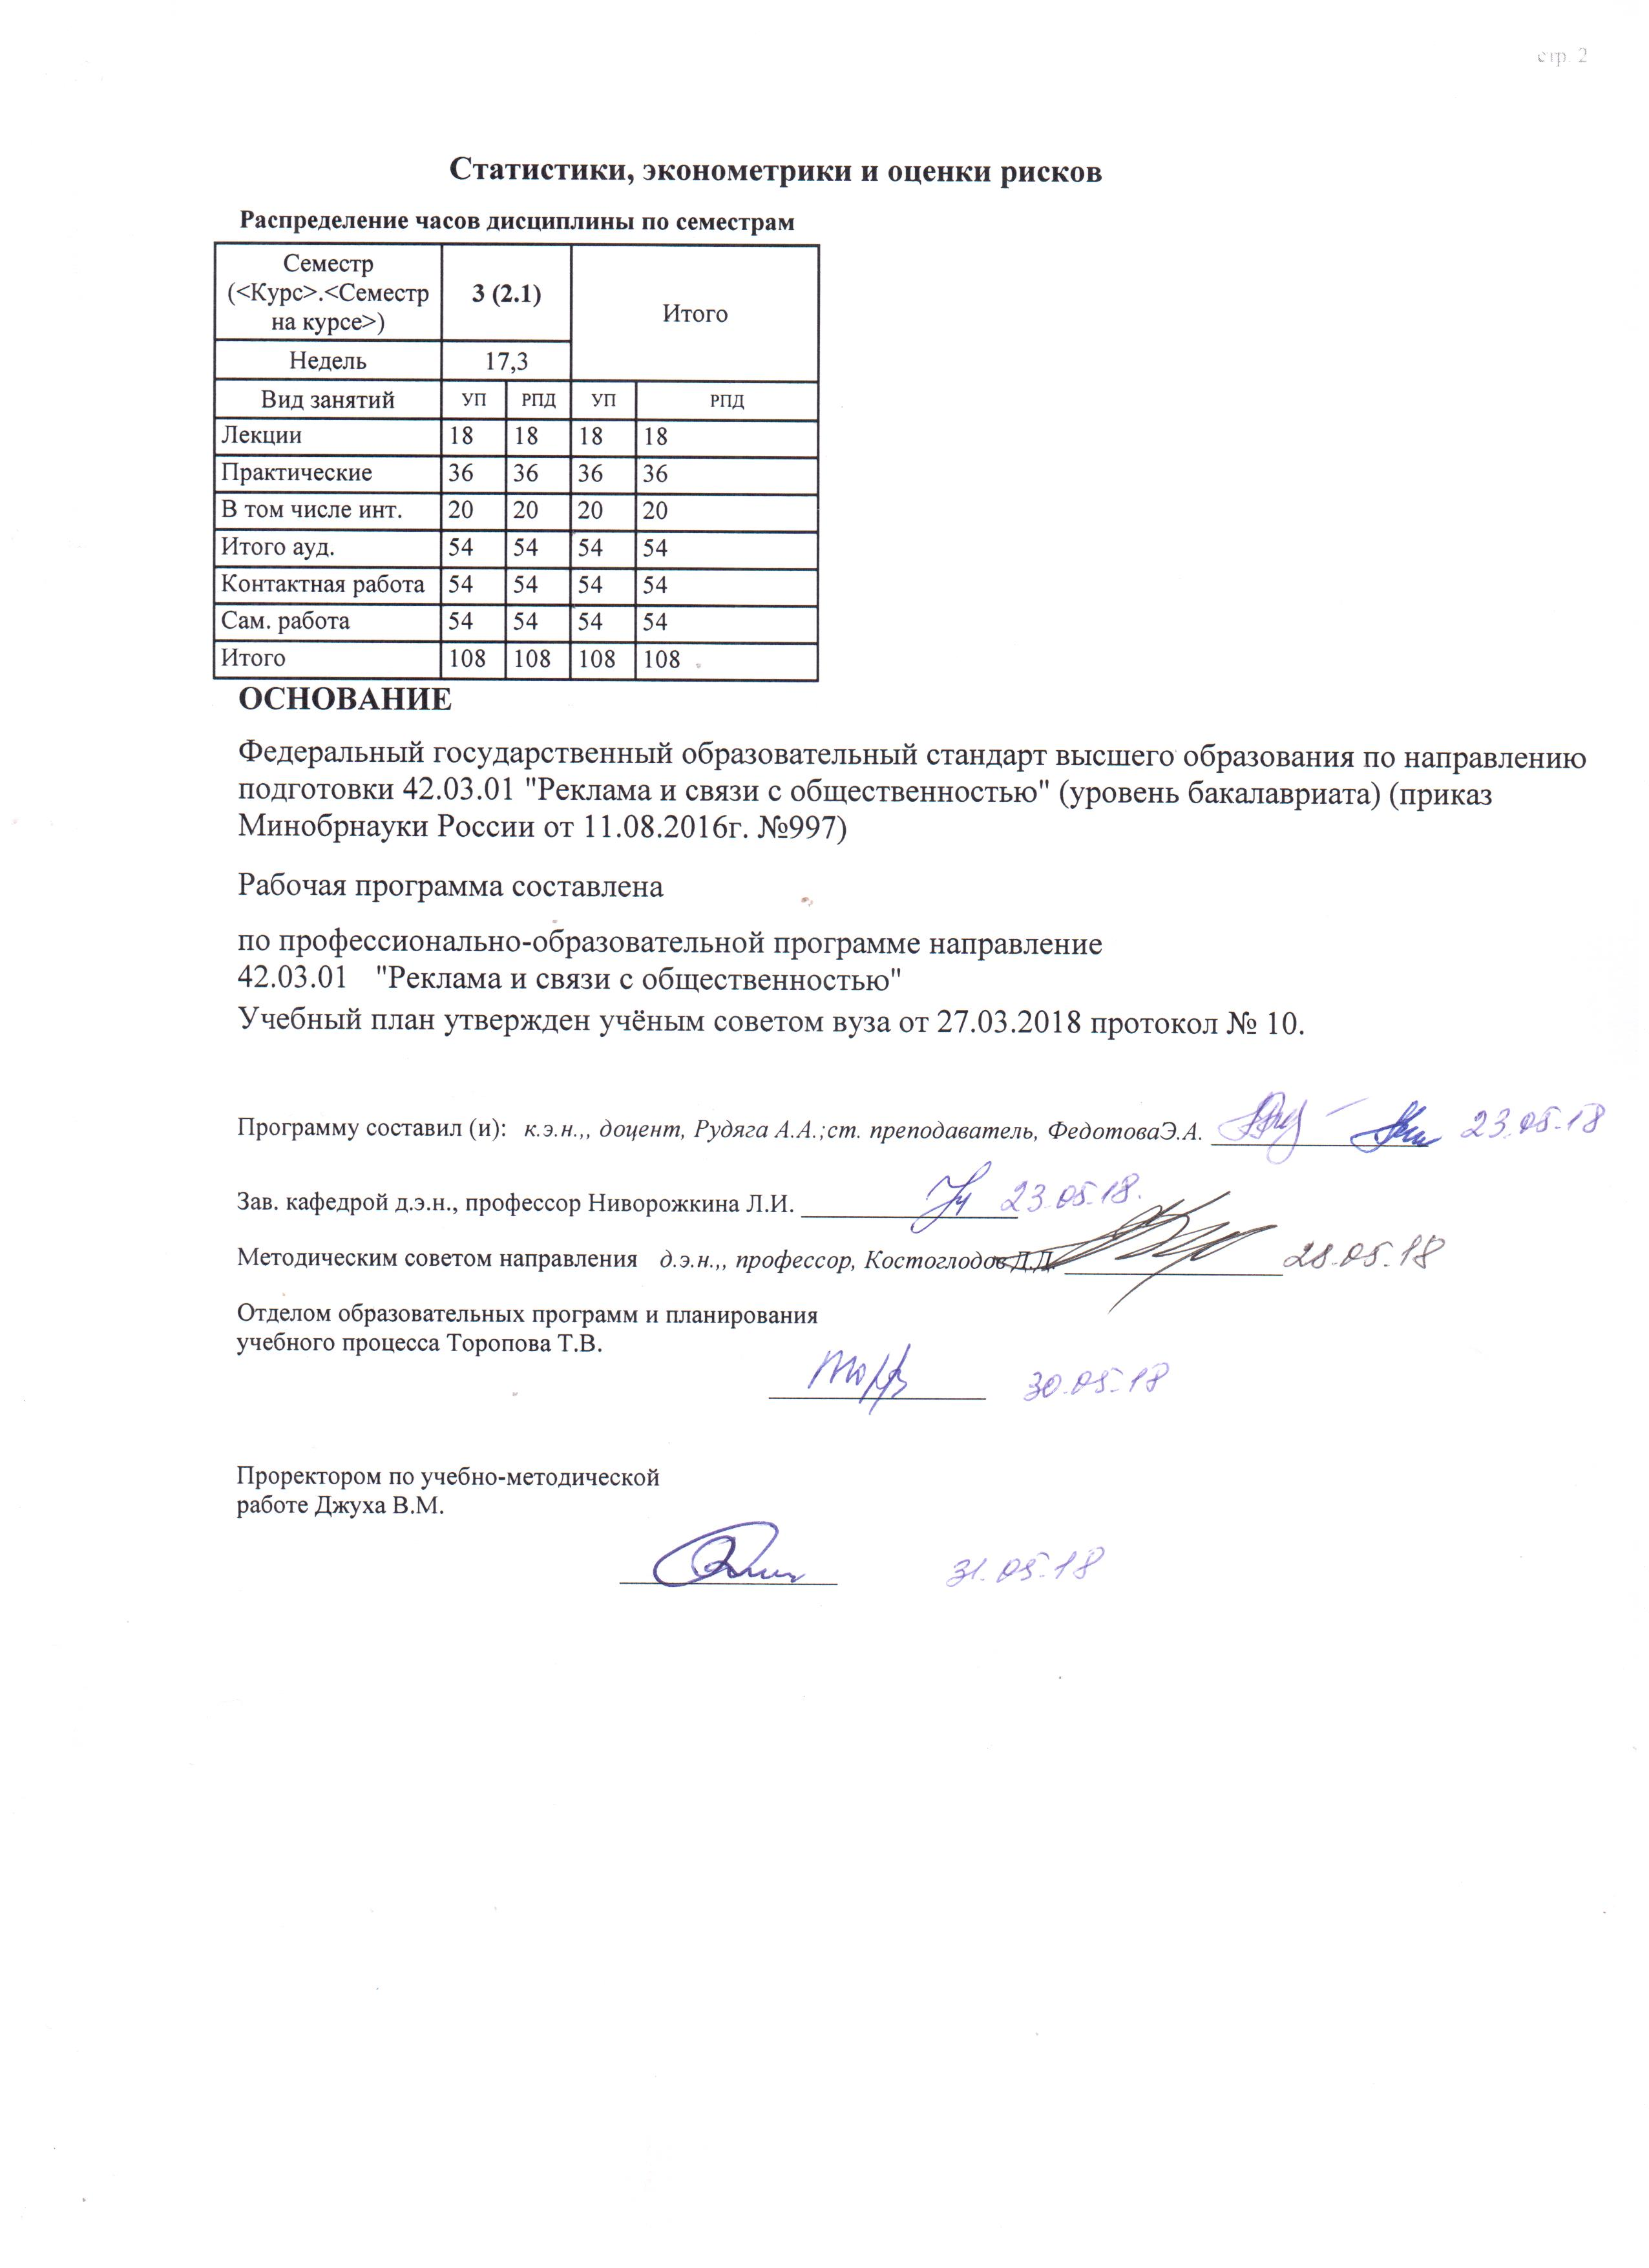 стр. 2
Статистики, эконометрики и оценки рисков
Распределение часов дисциплины по семестрам
Семестр (<Курс>.<Семестр на курсе>) 3 (2.1) Итого
Недель 17,3
Вид занятий УП РПД УП РПД
Лекции 18 18 18 18
Практические 36 36 36 36
В том числе инт. 20 20 20 20
Итого ауд. 54 54 54 54
Контактная работа 54 54 54 54
Сам. работа 54 54 54 54
Итого 108 108 108 108
ОСНОВАНИЕ
Федеральный государственный образовательный стандарт высшего образования по направлению
подготовки 42.03.01 "Реклама и связи с общественностью" (уровень бакалавриата) (приказ
Минобрнауки России от 11.08.2016г. №997)
Рабочая программа составлена
по профессионально-образовательной программе направление
42.03.01 "Реклама и связи с общественностью"
Учебный план утвержден учёным советом вуза от 27.03.2018 протокол № 10.
Программу составил (и): к.э.н.,, доцент, Рудяга А.А.;ст. преподаватель, ФедотоваЭ.А. 23.05.18
Зав. кафедрой д.э.н., профессор Ниворожкина Л.И. 23.05.18.
Методическим советом направления д.э.н.,, профессор, Костоглодов Д.Д. 28.05.18
Отделом образовательных программ и планирования
учебного процесса Торопова Т.В.
30.05.18
Проректором по учебно-методической
работе Джуха В.М.
31.05.18